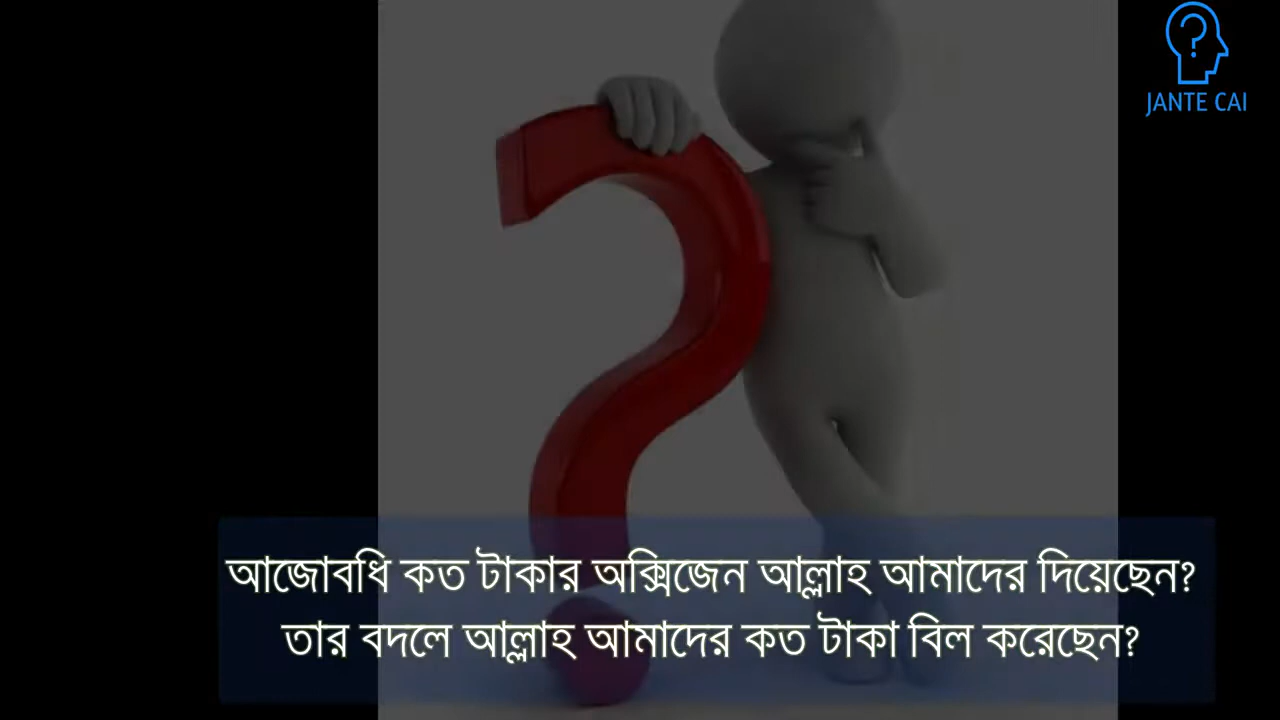 JANTE CAI
আজোবধি কত টাকার অক্সিজেন আল্লাহ আমাদের দিয়েছেন?
তার বদলে আল্লাহ আমাদের কত টাকা বিল করেছেন?